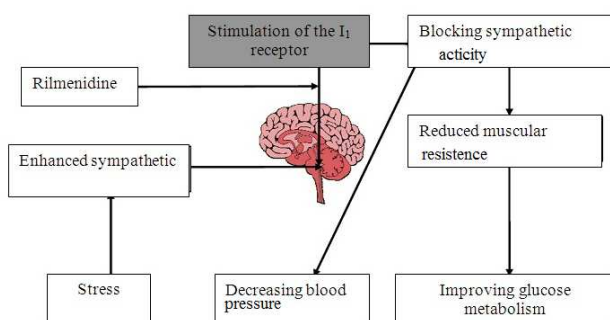 Stimulation of the I1
receptor
Blocking sympathetic
acticity
Rilmenidine
Reduced muscular
resistence
Enhanced sympathetic
Stress
Decreasing blood
pressure
Improving glucose
metabolism